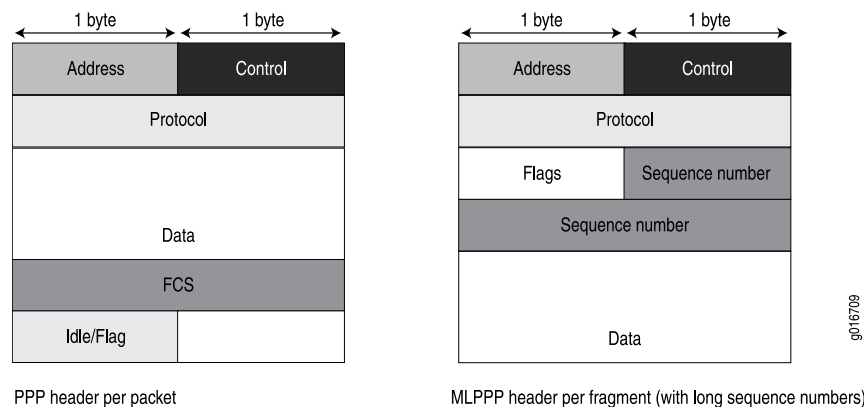 1 byte 1 byte
Address Control
Protocol
Data
FCS
Idle/Flag
PPP header per packet
1 byte 1 byte
Address Control
Protocol
Flags Sequence number
Sequence number
Data
MLPPP header per fragment (with long sequence numbers)
g016709